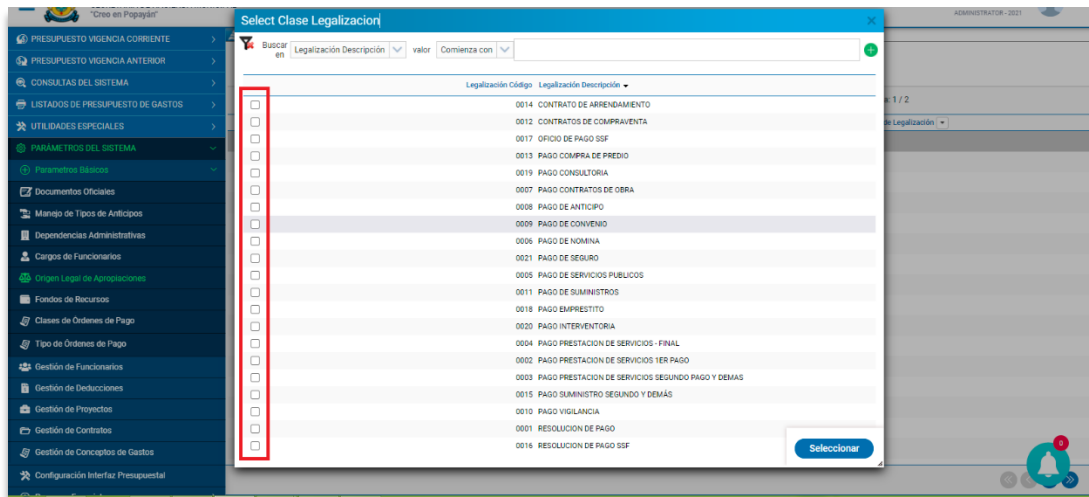 "Creo en Popayán"
ADMINISTRATOR - 2021
PRESUPUESTO VIGENCIA CORRIENTE
PRESUPUESTO VIGENCIA ANTERIOR
CONSULTAS DEL SISTEMA
LISTADOS DE PRESUPUESTO DE GASTOS
UTILIDADES ESPECIALES
PARÁMETROS DEL SISTEMA
Parametros Básicos
Documentos Oficiales
Manejo de Tipos de Anticipos
Dependencias Administrativas
Cargos de Funcionarios
Origen Legal de Apropiaciones
Fondos de Recursos
Clases de Órdenes de Pago
Tipo de Órdenes de Pago
Gestión de Funcionarios
Gestión de Deducciones
Gestión de Proyectos
Gestión de Contratos
Gestión de Conceptos de Gastos
Configuración Interfaz Presupuestal
Select Clase Legalizacion
Buscar en Legalización Descripción valor Comienza con
Legalización Código Legalización Descripción
0014 CONTRATO DE ARRENDAMIENTO
0012 CONTRATOS DE COMPRAVENTA
0017 OFICIO DE PAGO SSF
0013 PAGO COMPRA DE PREDIO
0019 PAGO CONSULTORIA
0007 PAGO CONTRATOS DE OBRA
0008 PAGO DE ANTICIPO
0009 PAGO DE CONVENIO
0006 PAGO DE NOMINA
0021 PAGO DE SEGURO
0005 PAGO DE SERVICIOS PUBLICOS
0011 PAGO DE SUMINISTROS
0018 PAGO EMPRESTITO
0020 PAGO INTERVENTORIA
0004 PAGO PRESTACION DE SERVICIOS - FINAL
0002 PAGO PRESTACION DE SERVICIOS 1ER PAGO
0003 PAGO PRESTACION DE SERVICIOS SEGUNDO PAGO Y DEMAS
0015 PAGO SUMINISTRO SEGUNDO Y DEMÁS
0010 PAGO VIGILANCIA
0001 RESOLUCION DE PAGO
0016 RESOLUCION DE PAGO SSF
Seleccionar
1 / 2
de Legalización
0